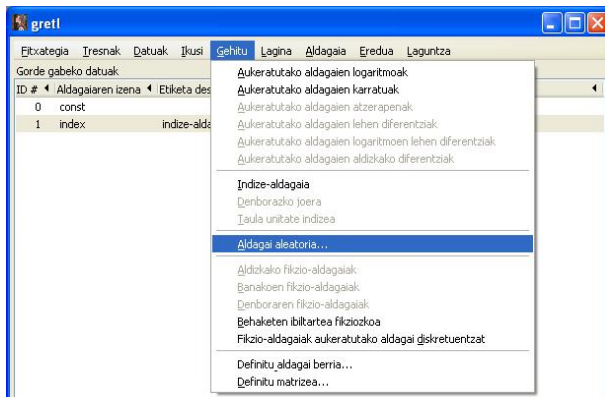 gretl
Fitxategia Tresnak Datuak Ikusi Gehitu Lagina Aldagaia Eredua Laguntza
Gorde gabeko datuak
ID # Aldagaiaren izena Etiketa des
0 const
1 index indize-alda
Aukeratutako aldagaien logaritmoak
Aukeratutako aldagaien karratuak
Aukeratutako aldagaien atzerapenak
Aukeratutako aldagaien lehen diferentziak
Aukeratutako aldagaien logaritmoen lehen diferentziak
Aukeratutako aldagaien aldizkako diferentziak
Indize-aldagaia
Denborazko joera
Taula unitate indizea
Aldagai aleatoria...
Aldizkako fikzio-aldagaiak
Banakoen fikzio-aldagaiak
Denboraren fikzio-aldagaiak
Behaketen ibiltartea fikziozkoa
Fikzio-aldagaiak aukeratutako aldagai diskretuentzat
Definitu aldagai berria...
Definitu matrizea...